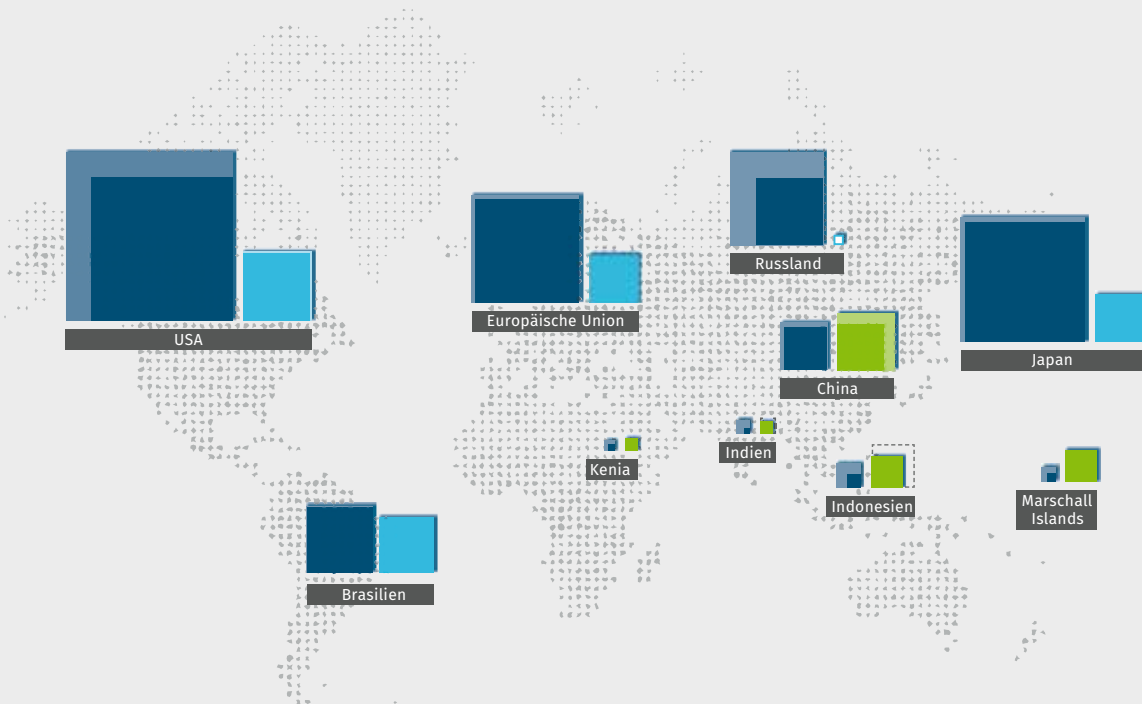 Russland
Europäische Union
USA
Japan
China
Indien
Kenia
Marschall
Islands
Indonesien
Brasilien